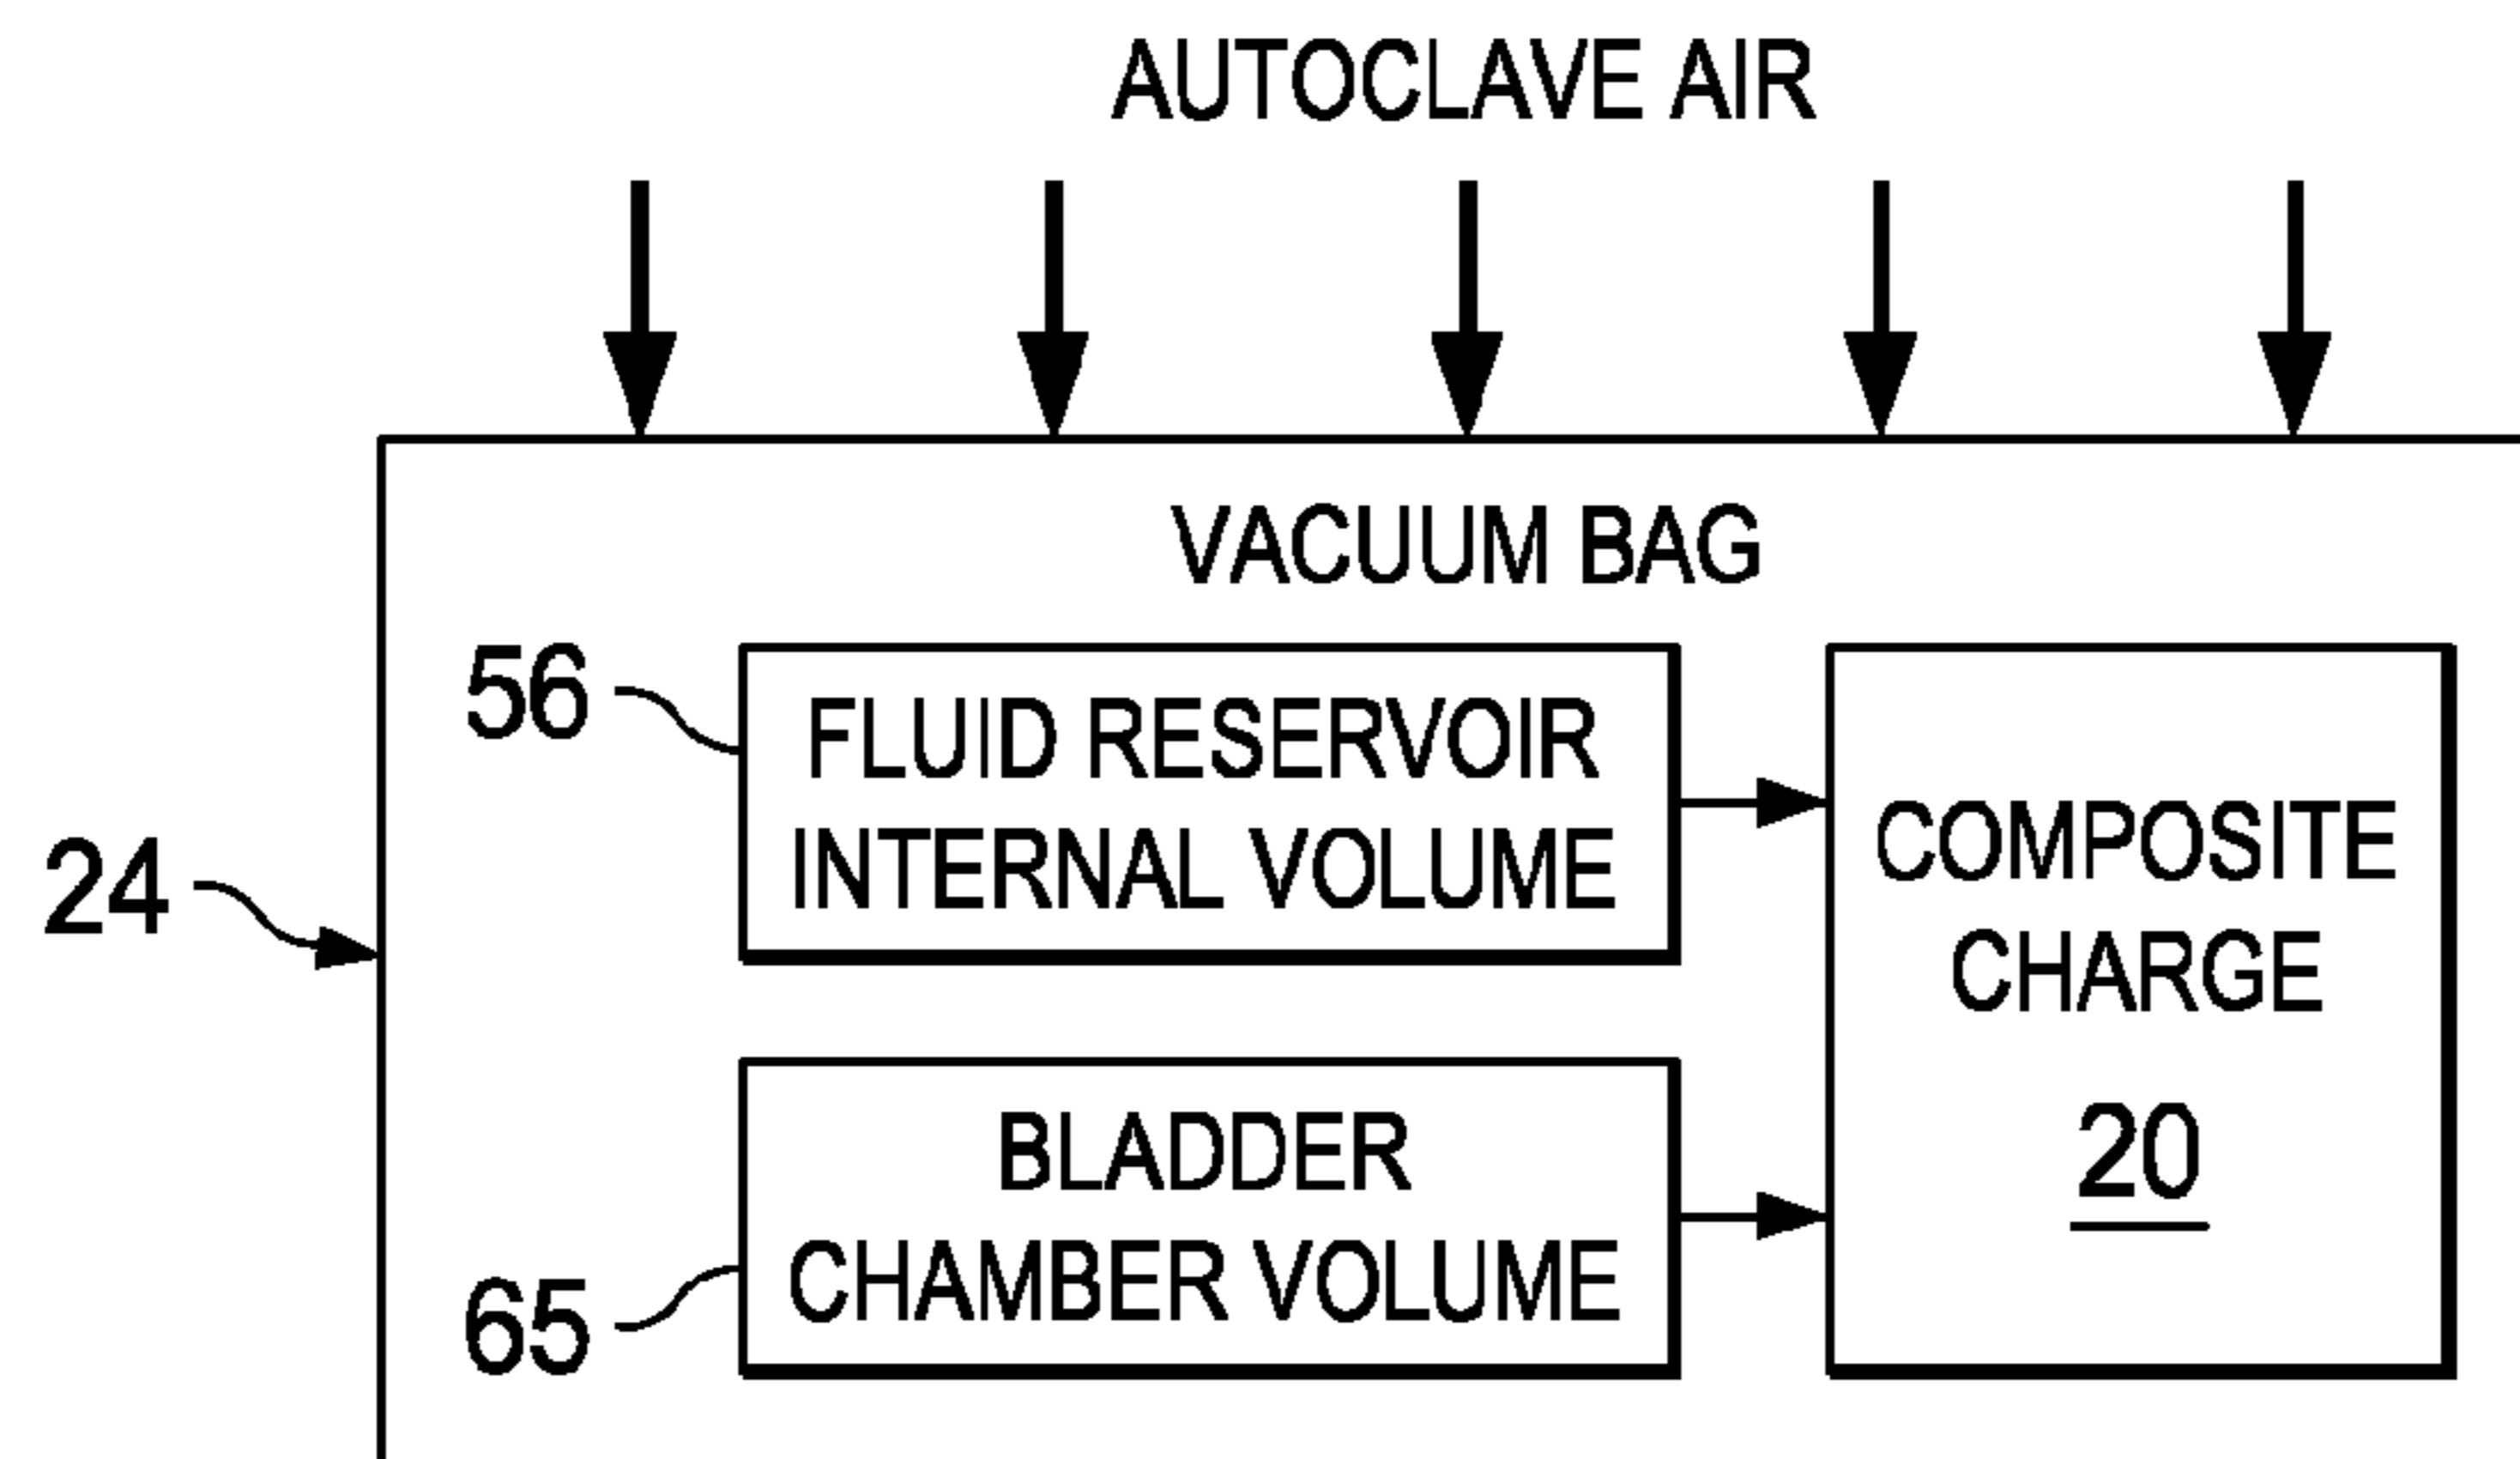 AUTOCLAVE AIR
VACUUM BAG
56
FLUID RESERVOIR
INTERNAL VOLUME
24
COMPOSITE
CHARGE
20
BLADDER
CHAMBER VOLUME
65